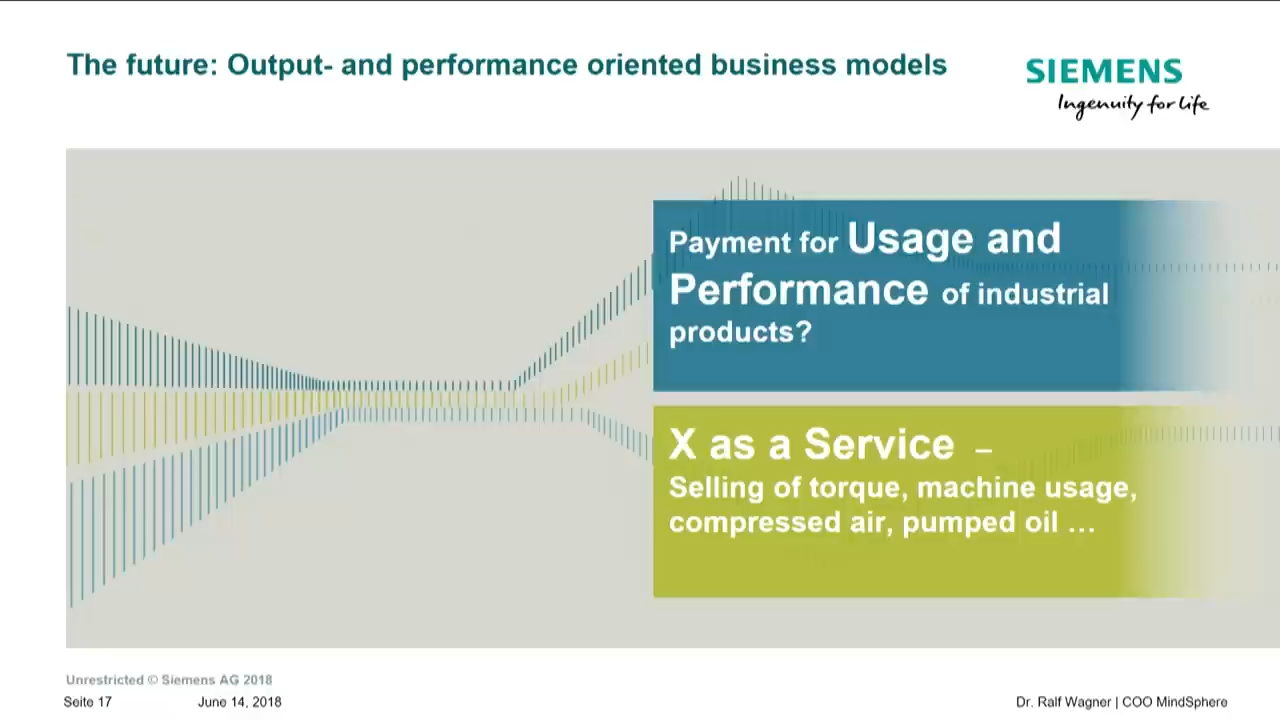 The future: Output- and performance oriented business models
SIEMENS
Ingenuity for life
Payment for Usage and
Performance of industrial
products?
X as a Service –
Selling of torque, machine usage,
compressed air, pumped oil …
Unrestricted © Siemens AG 2018
Seite 17 June 14, 2018 Dr. Ralf Wagner | COO MindSphere